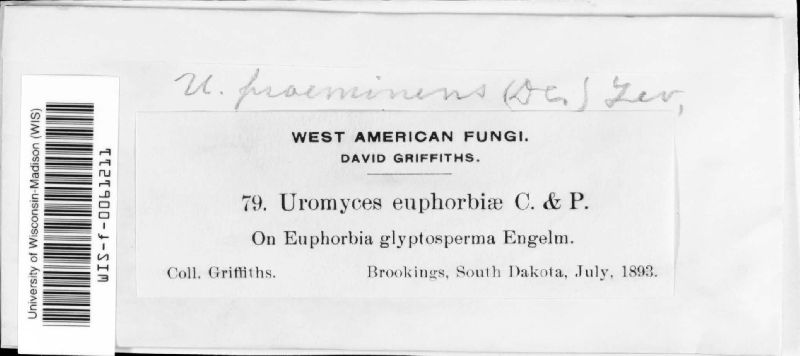 U. proeminens (DC.) Lev,
WEST AMERICAN FUNGI.
DAVID GRIFFITHS.
79. Uromyces euphorbiæ C. & P.
On Euphorbia glyptosperma Engelm.
Coll. Griffiths. Brookings, South Dakota, July, 1893.
University of Wisconsin-Madison (WIS)
WIS-f-0061211